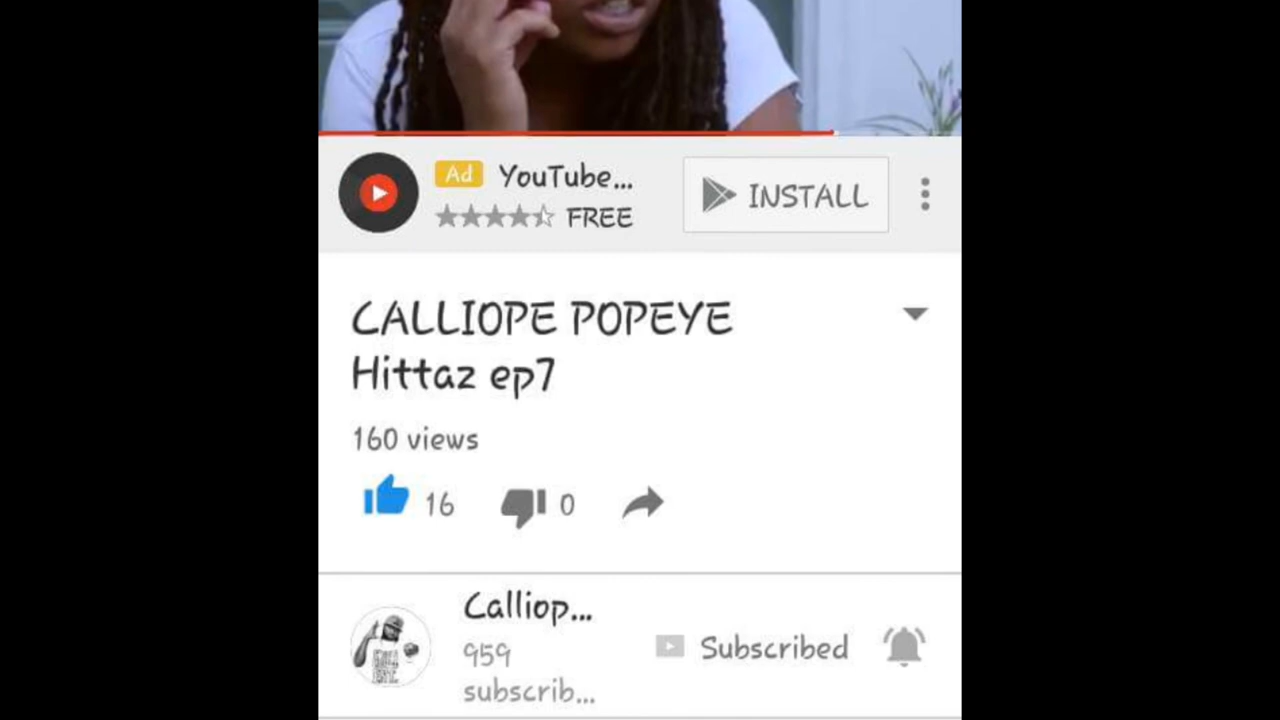 Ad YouTube...
FREE
INSTALL
CALLIOPE POPEYE
Hittaz ep7
160 views
16 0
Calliop...
959
subscrib...
Subscribed